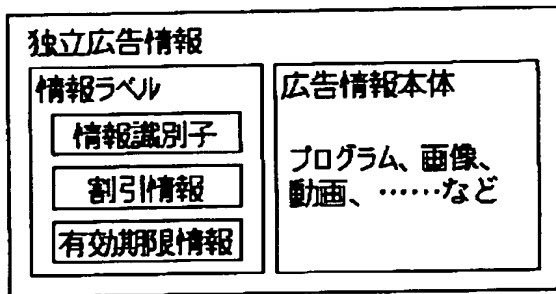 独立広告情報
情報ラベル
情報識別子
割引情報
有効期限情報
広告情報本体
プログラム、画像、
動画、……など